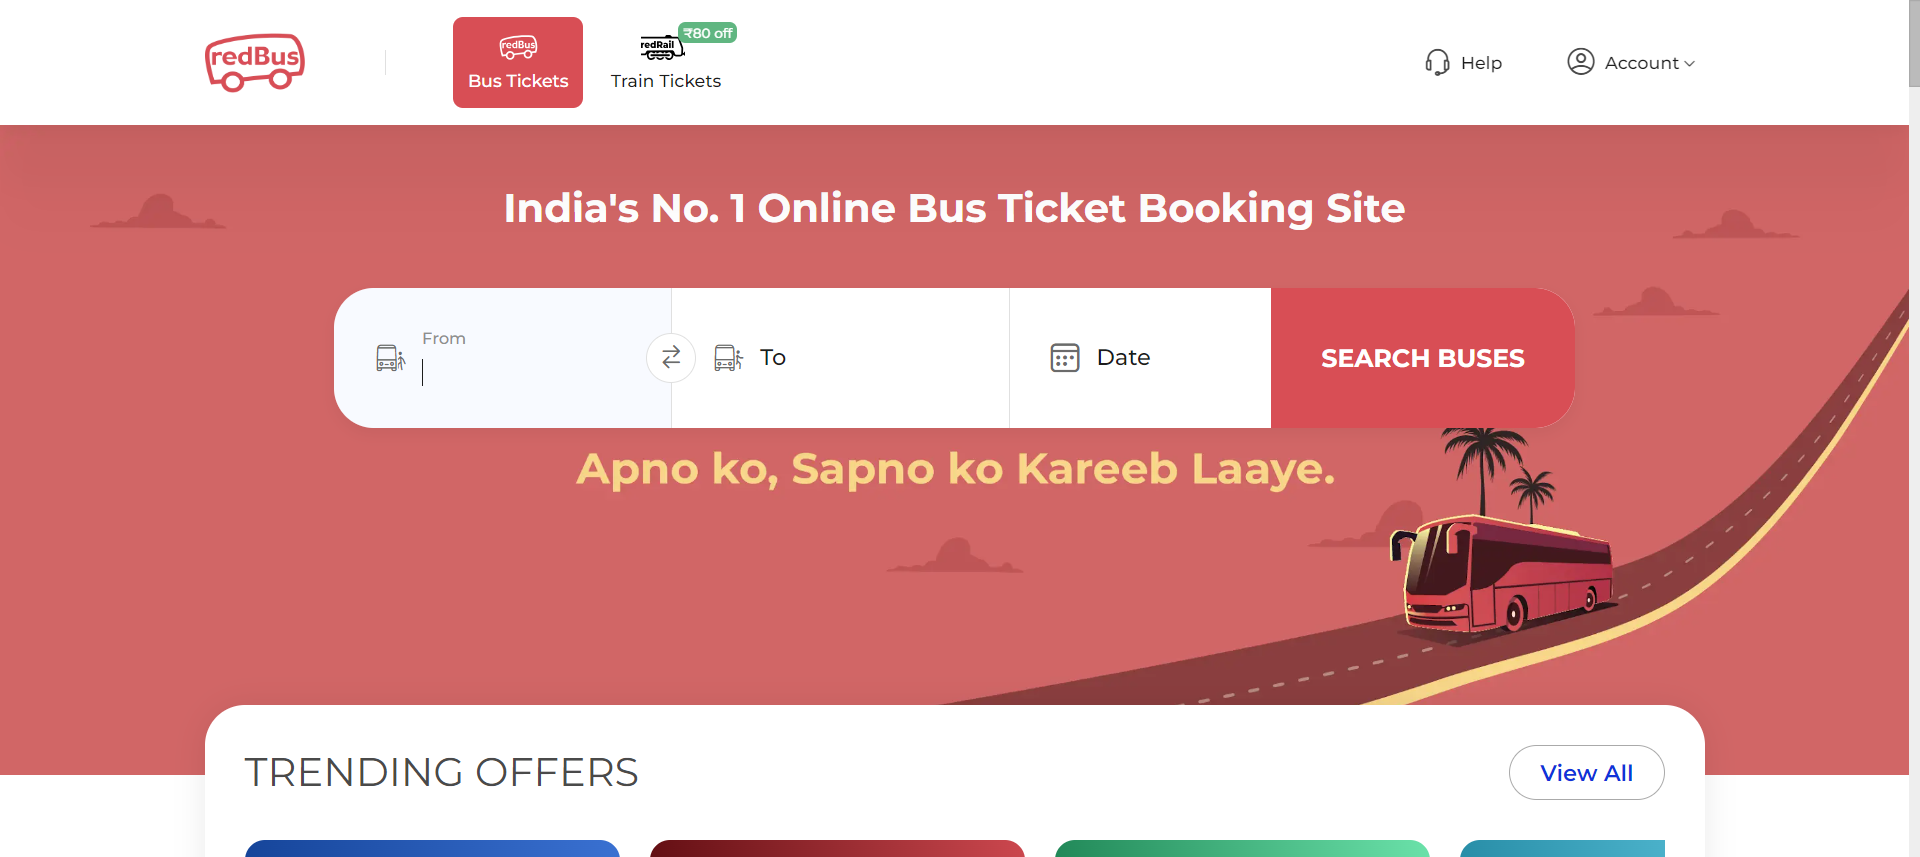 redBus
redBus
Bus Tickets
redRail
₹80 off
Train Tickets
Help
Account
India's No. 1 Online Bus Ticket Booking Site
From
To
Date
SEARCH BUSES
Apno ko, Sapno ko Kareeb Laaye.
TRENDING OFFERS
View All